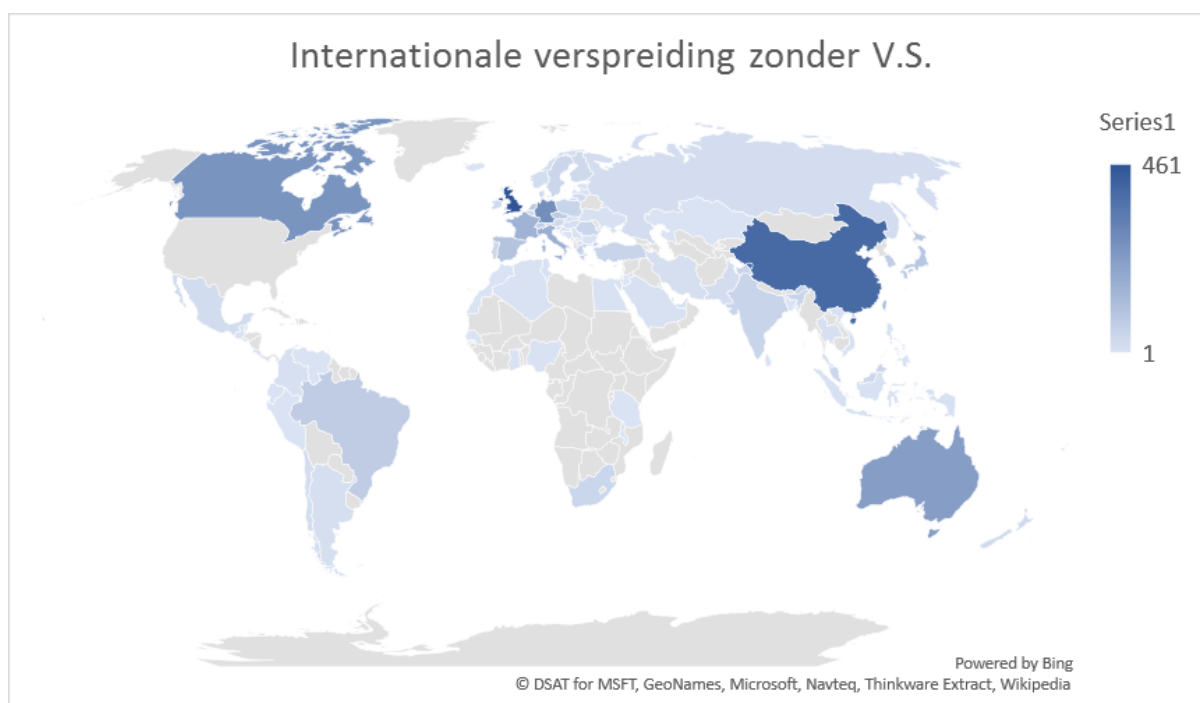 Internationale verspreiding zonder V.S.
Series1
461
1
Powered by Bing
© DSAT for MSFT, GeoNames, Microsoft, Navteq, Thinkware Extract, Wikipedia